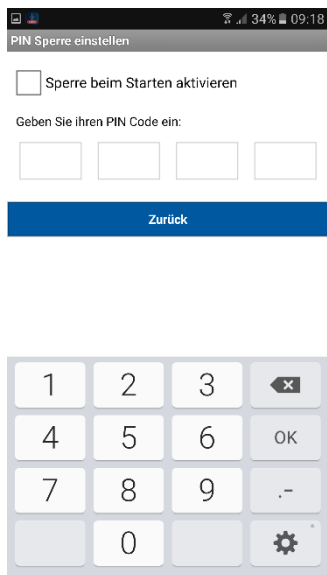 34% 09:18
PIN Sperre einstellen
Sperre beim Starten aktivieren
Geben Sie ihren PIN Code ein:
Zurück
1 2 3
4 5 6 OK
7 8 9 .-
0